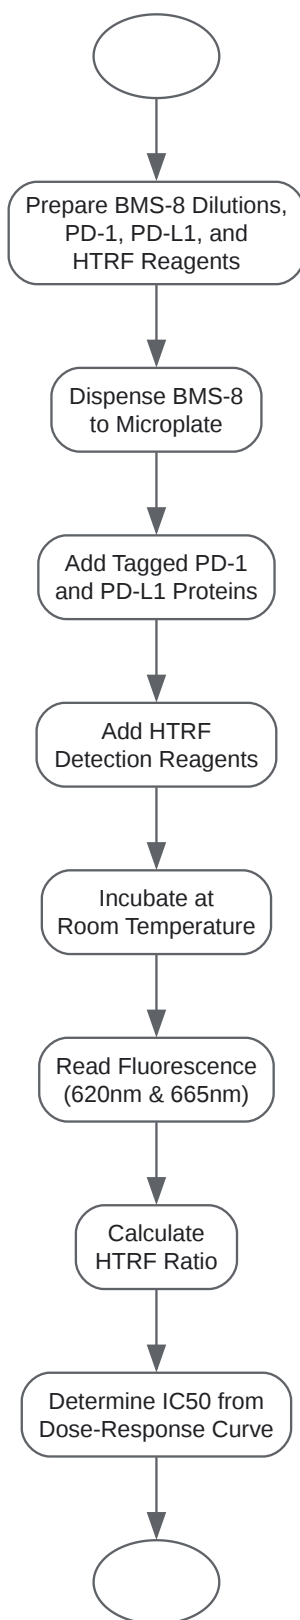 Prepare BMS-8 Dilutions,
PD-1, PD-L1, and
HTRF Reagents
Dispense BMS-8
to Microplate
Add Tagged PD-1
and PD-L1 Proteins
Add HTRF
Detection Reagents
Incubate at
Room Temperature
Read Fluorescence
(620nm & 665nm)
Calculate
HTRF Ratio
Determine IC50 from
Dose-Response Curve